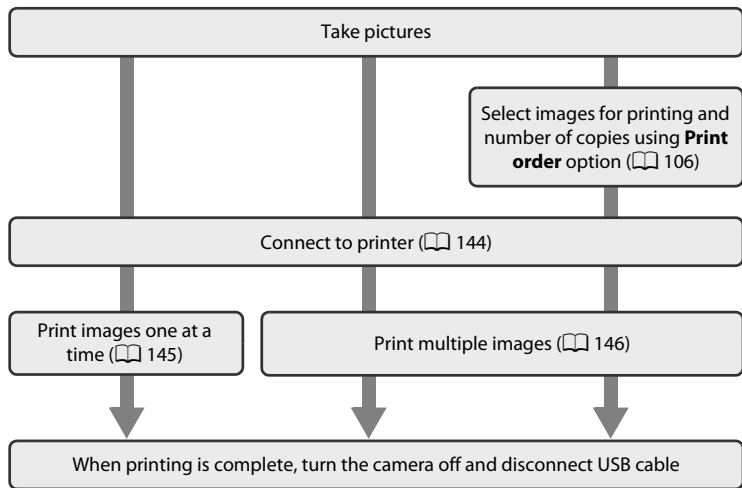 Take pictures
Select images for printing and
number of copies using Print
order option (106)
Connect to printer (144)
Print images one at a
time (145)
Print multiple images (146)
When printing is complete, turn the camera off and disconnect USB cable